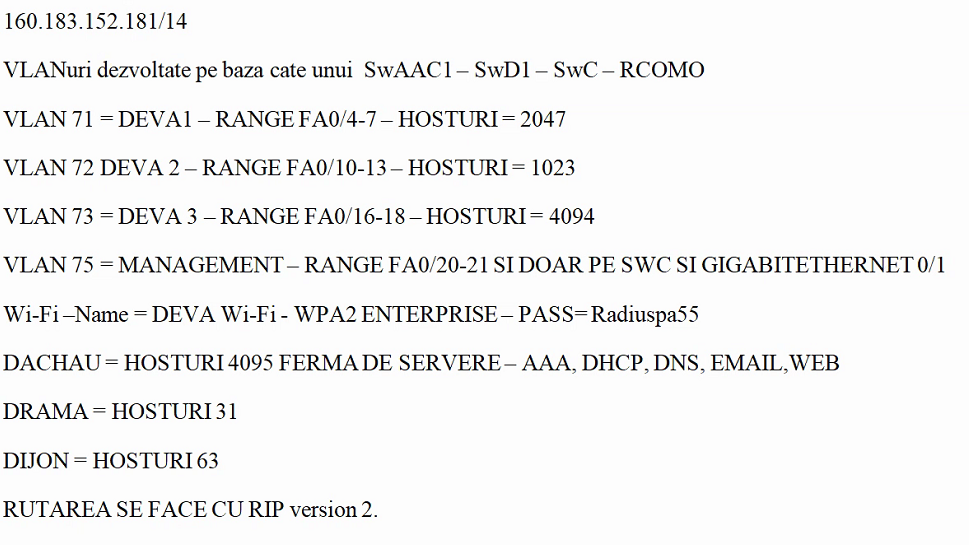 160.183.152.181/14
VLANuri dezvoltate pe baza cate unui SwAAC1 – SwD1 – SwC – RCOMO
VLAN 71 = DEVA1 – RANGE FA0/4-7 – HOSTURI = 2047
VLAN 72 DEVA 2 – RANGE FA0/10-13 – HOSTURI = 1023
VLAN 73 = DEVA 3 – RANGE FA0/16-18 – HOSTURI = 4094
VLAN 75 = MANAGEMENT – RANGE FA0/20-21 SI DOAR PE SWC SI GIGABITETHERNET 0/1
Wi-Fi –Name = DEVA Wi-Fi - WPA2 ENTERPRISE – PASS= Radiuspa55
DACHAU = HOSTURI 4095 FERMA DE SERVERE – AAA, DHCP, DNS, EMAIL,WEB
DRAMA = HOSTURI 31
DIJON = HOSTURI 63
RUTAREA SE FACE CU RIP version 2.